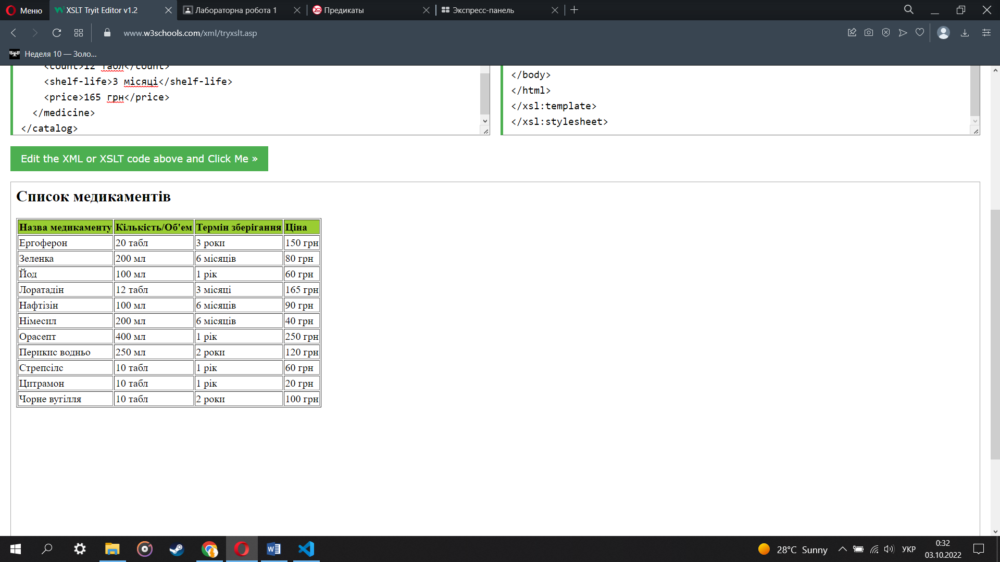 Меню
XSLT Tryit Editor v1.2
Лабораторна робота 1
Предикаты
Экспресс-панель
www.w3schools.com/xml/tryxslt.asp
Неделя 10 — Золо...
<count>12 табл</count>
<shelf-life>3 місяці</shelf-life>
<price>165 грн</price>
</medicine>
</catalog>
</body>
</html>
</xsl:template>
</xsl:stylesheet>
Edit the XML or XSLT code above and Click Me »
Список медикаментів
Назва медикаменту Кількість/Об'ем Термін зберігання Ціна
Ергоферон 20 табл 3 роки 150 грн
Зеленка 200 мл 6 місяців 80 грн
Йод 100 мл 1 рік 60 грн
Лоратадін 12 табл 3 місяці 165 грн
Нафтізін 100 мл 6 місяців 90 грн
Німесил 200 мл 6 місяців 40 грн
Орасепт 400 мл 1 рік 250 грн
Перикис водньо 250 мл 2 роки 120 грн
Стрепсілс 10 табл 1 рік 60 грн
Цитрамон 10 табл 1 рік 20 грн
Чорне вугілля 10 табл 2 роки 100 грн
28°C Sunny
УКР
0:32
03.10.2022